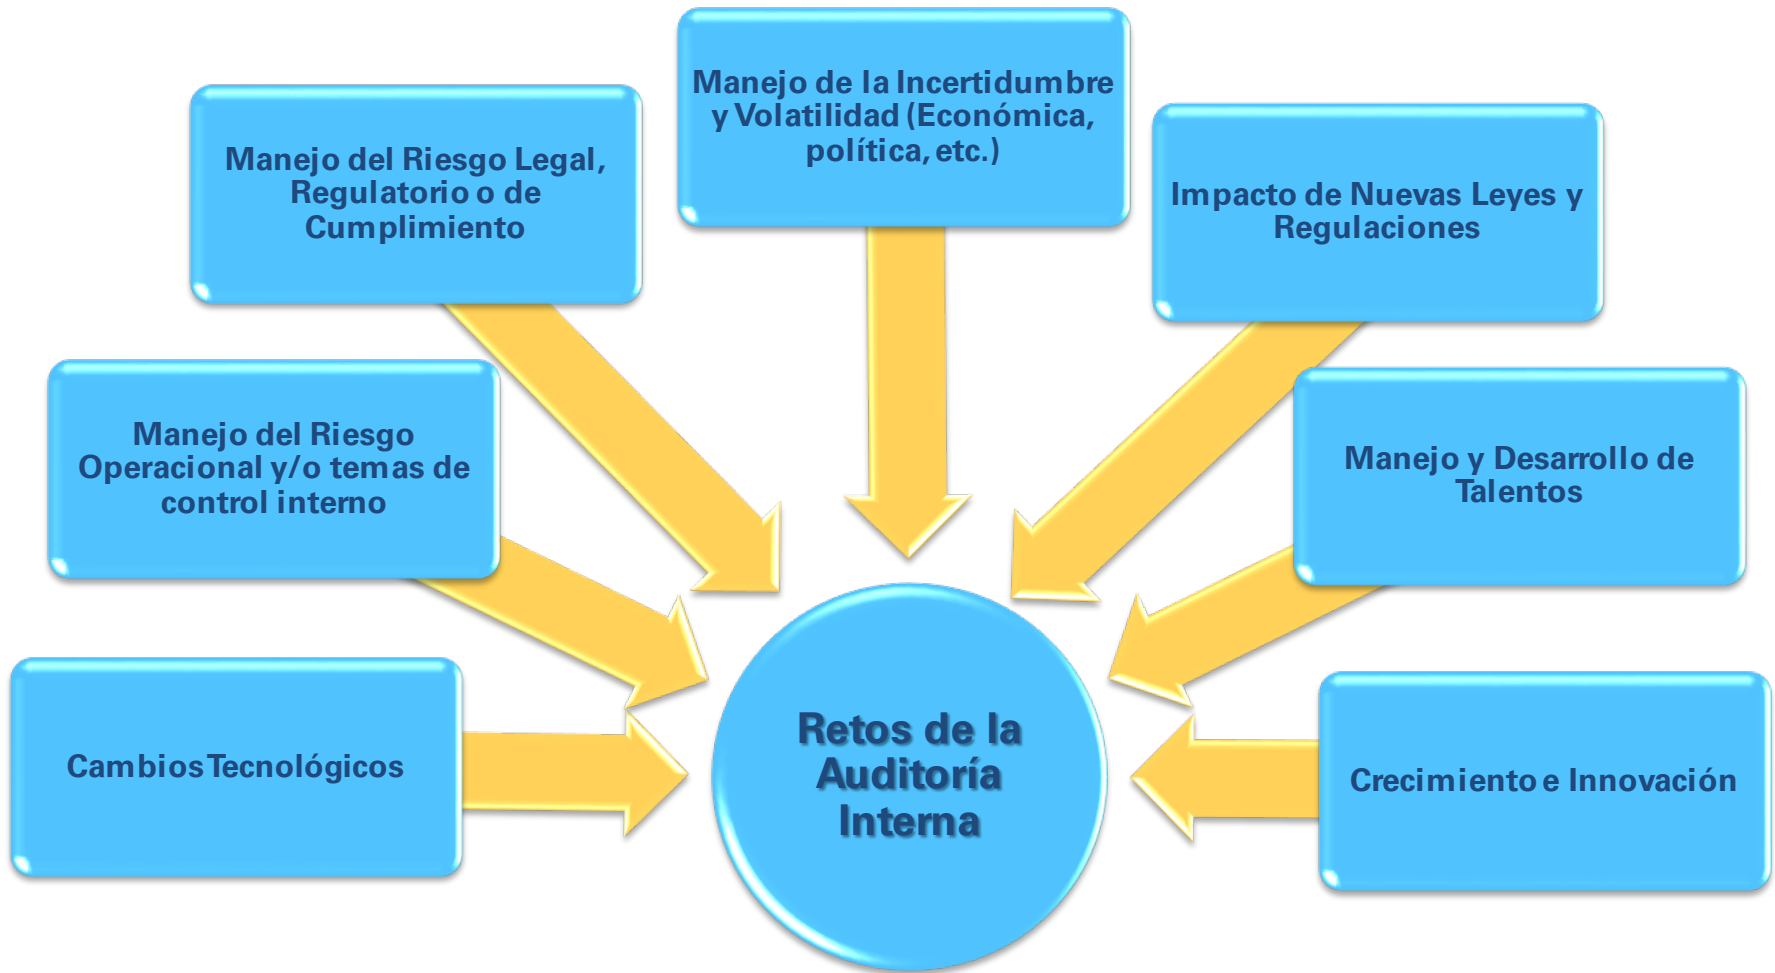 Manejo de la Incertidumbre
y Volatilidad (Económica,
política, etc.)
Manejo del Riesgo Legal,
Regulatorio o de
Cumplimiento
Impacto de Nuevas Leyes y
Regulaciones
Manejo del Riesgo
Operacional y/o temas de
control interno
Manejo y Desarrollo de
Talentos
Cambios Tecnológicos
Crecimiento e Innovación
Retos de la
Auditoría
Interna